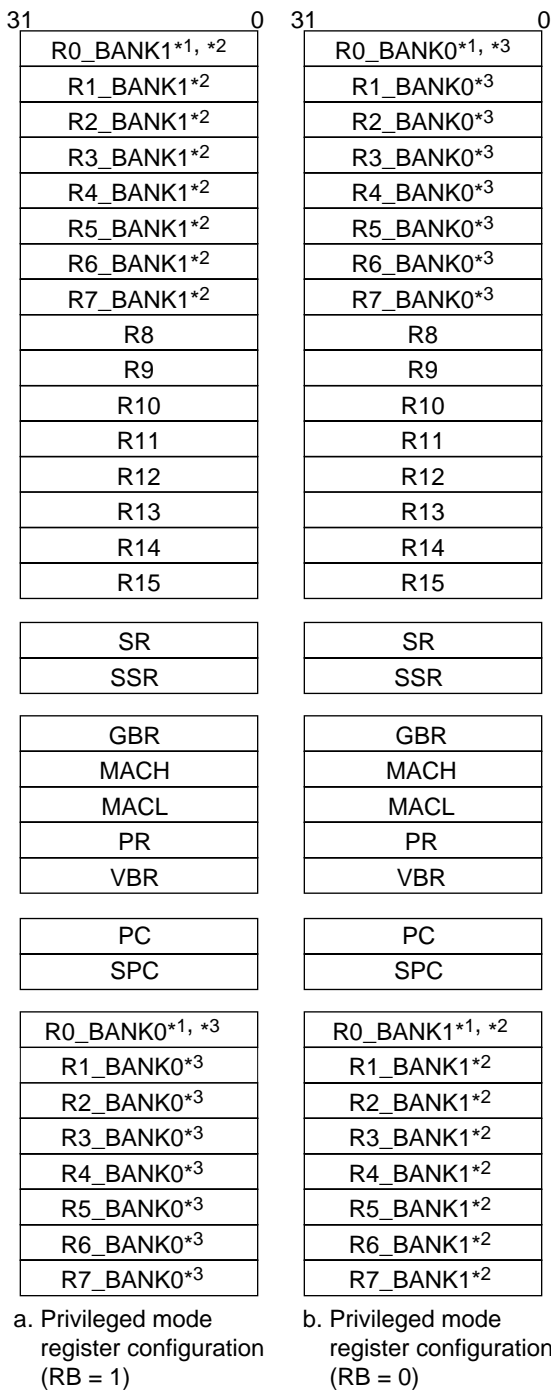 31 0
R0_BANK1*1, *2
R1_BANK1*2
R2_BANK1*2
R3_BANK1*2
R4_BANK1*2
R5_BANK1*2
R6_BANK1*2
R7_BANK1*2
R8
R9
R10
R11
R12
R13
R14
R15
SR
SSR
GBR
MACH
MACL
PR
VBR
PC
SPC
R0_BANK0*1, *3
R1_BANK0*3
R2_BANK0*3
R3_BANK0*3
R4_BANK0*3
R5_BANK0*3
R6_BANK0*3
R7_BANK0*3
a. Privileged mode
register configuration
(RB = 1)
31 0
R0_BANK0*1, *3
R1_BANK0*3
R2_BANK0*3
R3_BANK0*3
R4_BANK0*3
R5_BANK0*3
R6_BANK0*3
R7_BANK0*3
R8
R9
R10
R11
R12
R13
R14
R15
SR
SSR
GBR
MACH
MACL
PR
VBR
PC
SPC
R0_BANK1*1, *2
R1_BANK1*2
R2_BANK1*2
R3_BANK1*2
R4_BANK1*2
R5_BANK1*2
R6_BANK1*2
R7_BANK1*2
b. Privileged mode
register configuration
(RB = 0)